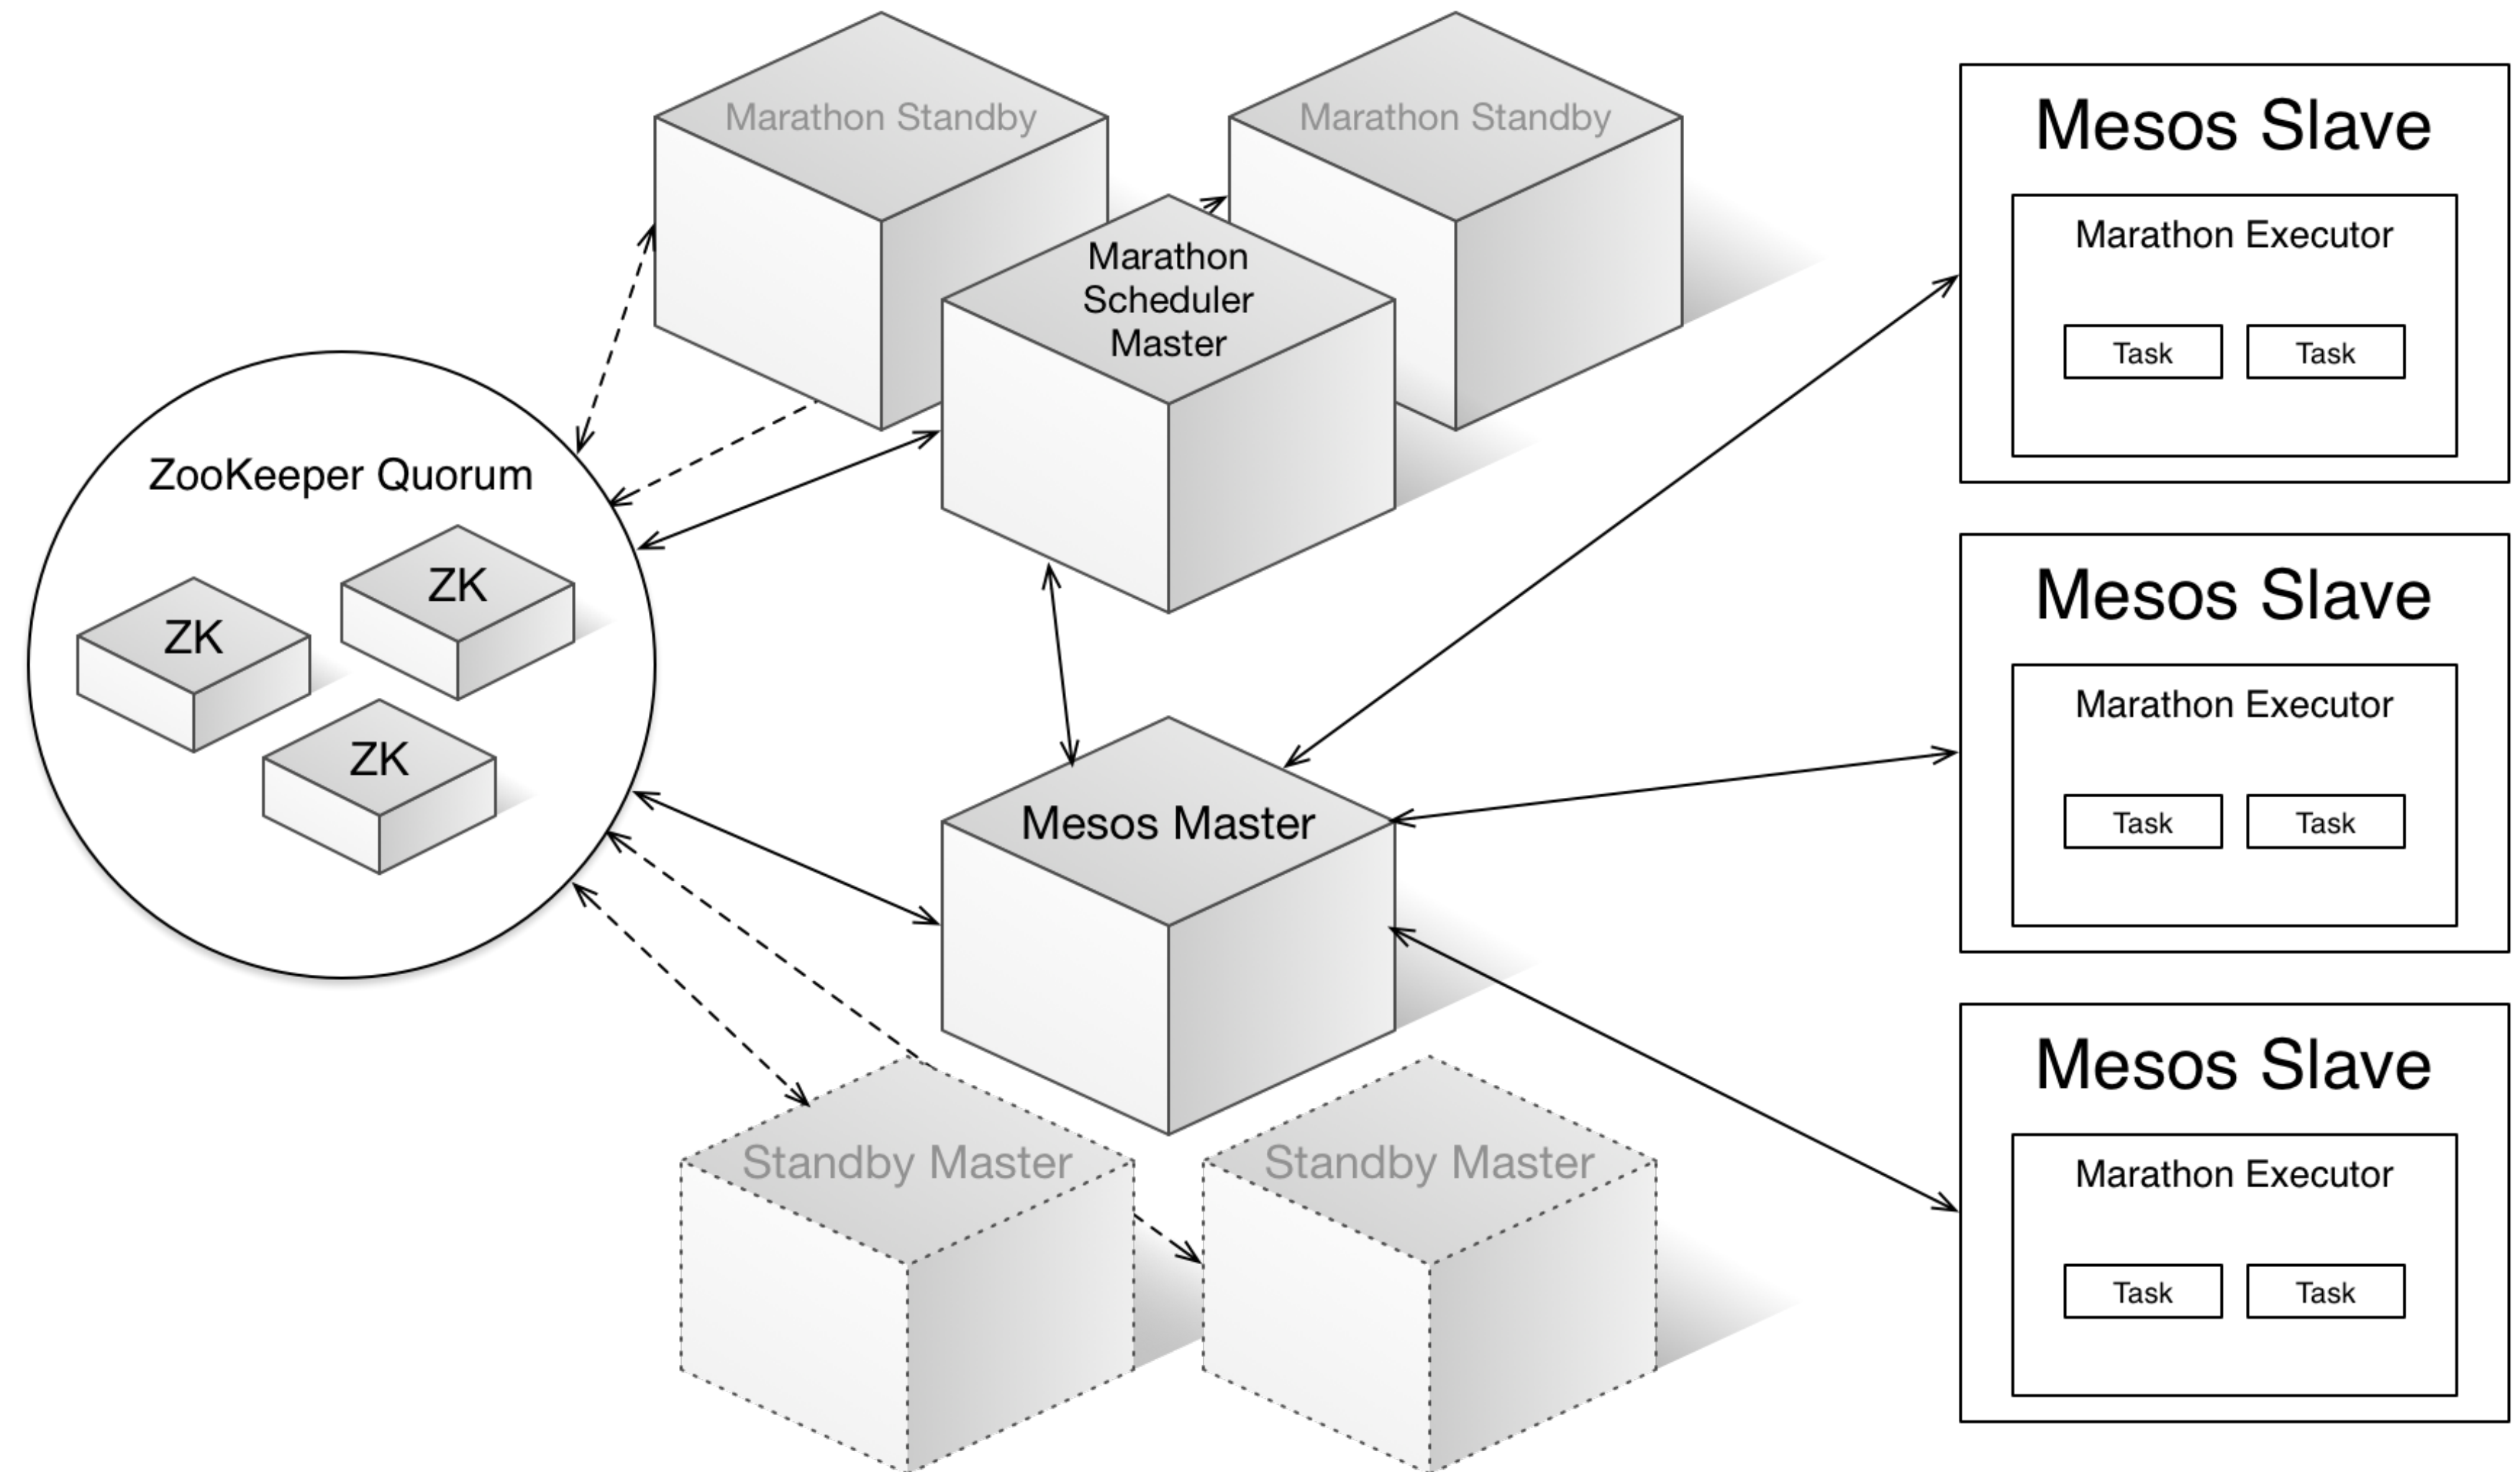 Marathon Standby
Marathon Standby
Marathon
Scheduler
Master
ZooKeeper Quorum
ZK
ZK
ZK
Mesos Master
Standby Master
Standby Master
Mesos Slave
Marathon Executor
Task
Task
Mesos Slave
Marathon Executor
Task
Task
Mesos Slave
Marathon Executor
Task
Task